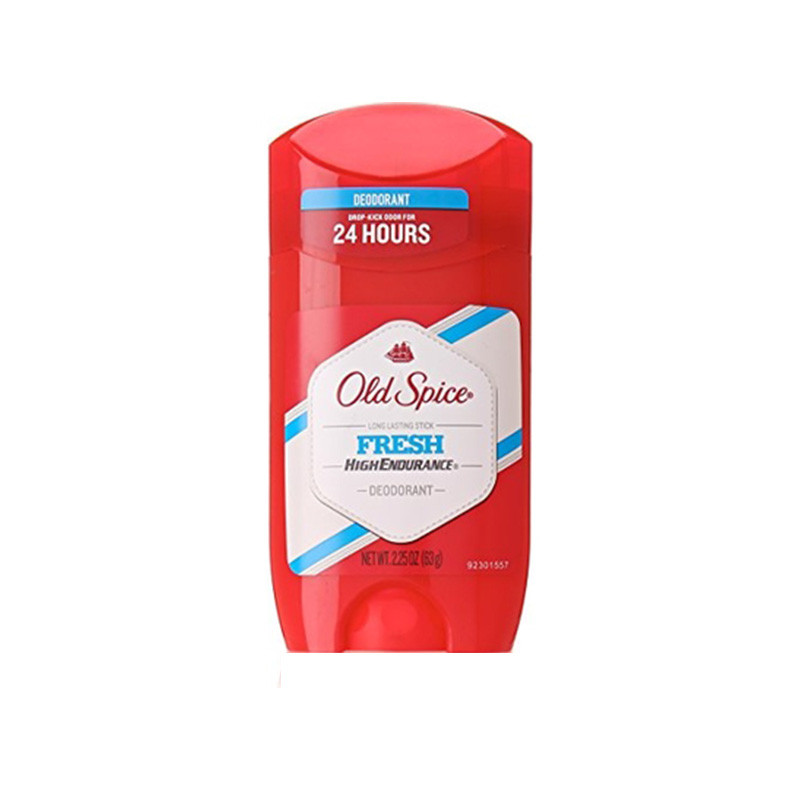 DEODORANT
DROP-KICK ODOR FOR
24 HOURS
Old Spice®
LONG LASTING STICK
FRESH
HIGH ENDURANCE®
DEODORANT
NET WT. 2.25 OZ (63 g)
92301557